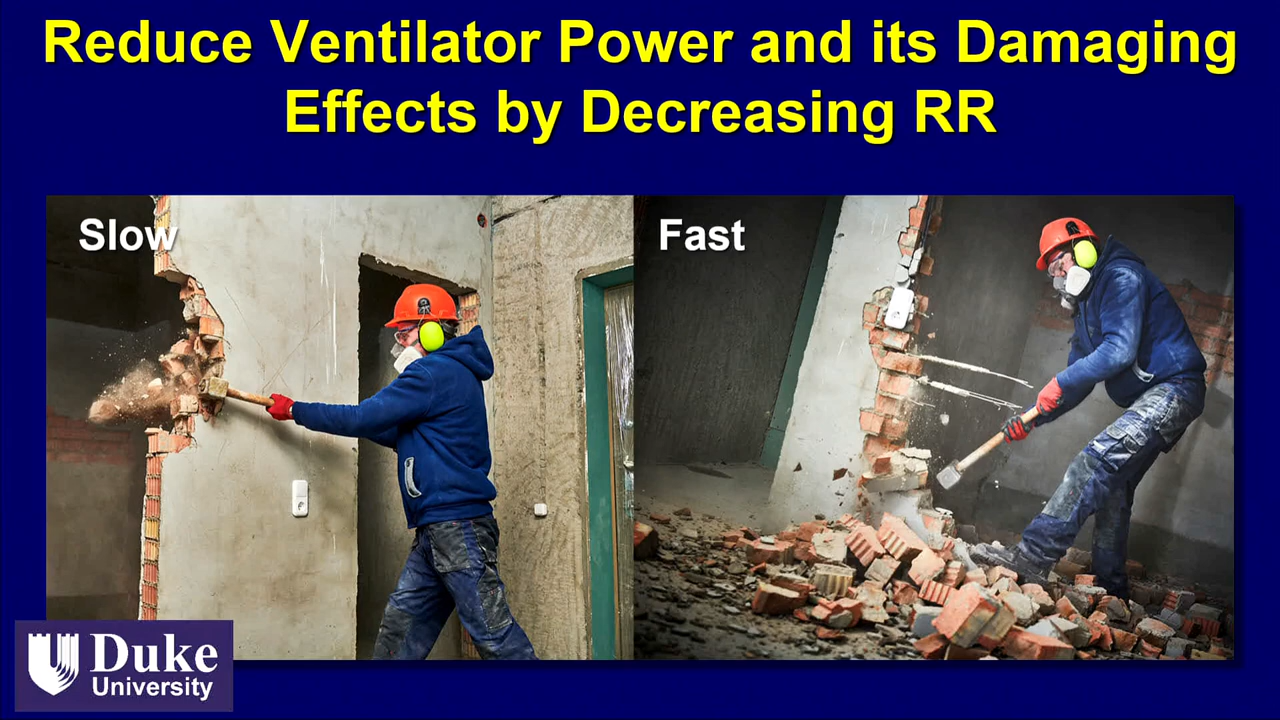 Reduce Ventilator Power and its Damaging
Effects by Decreasing RR
Slow
Fast
Duke
University